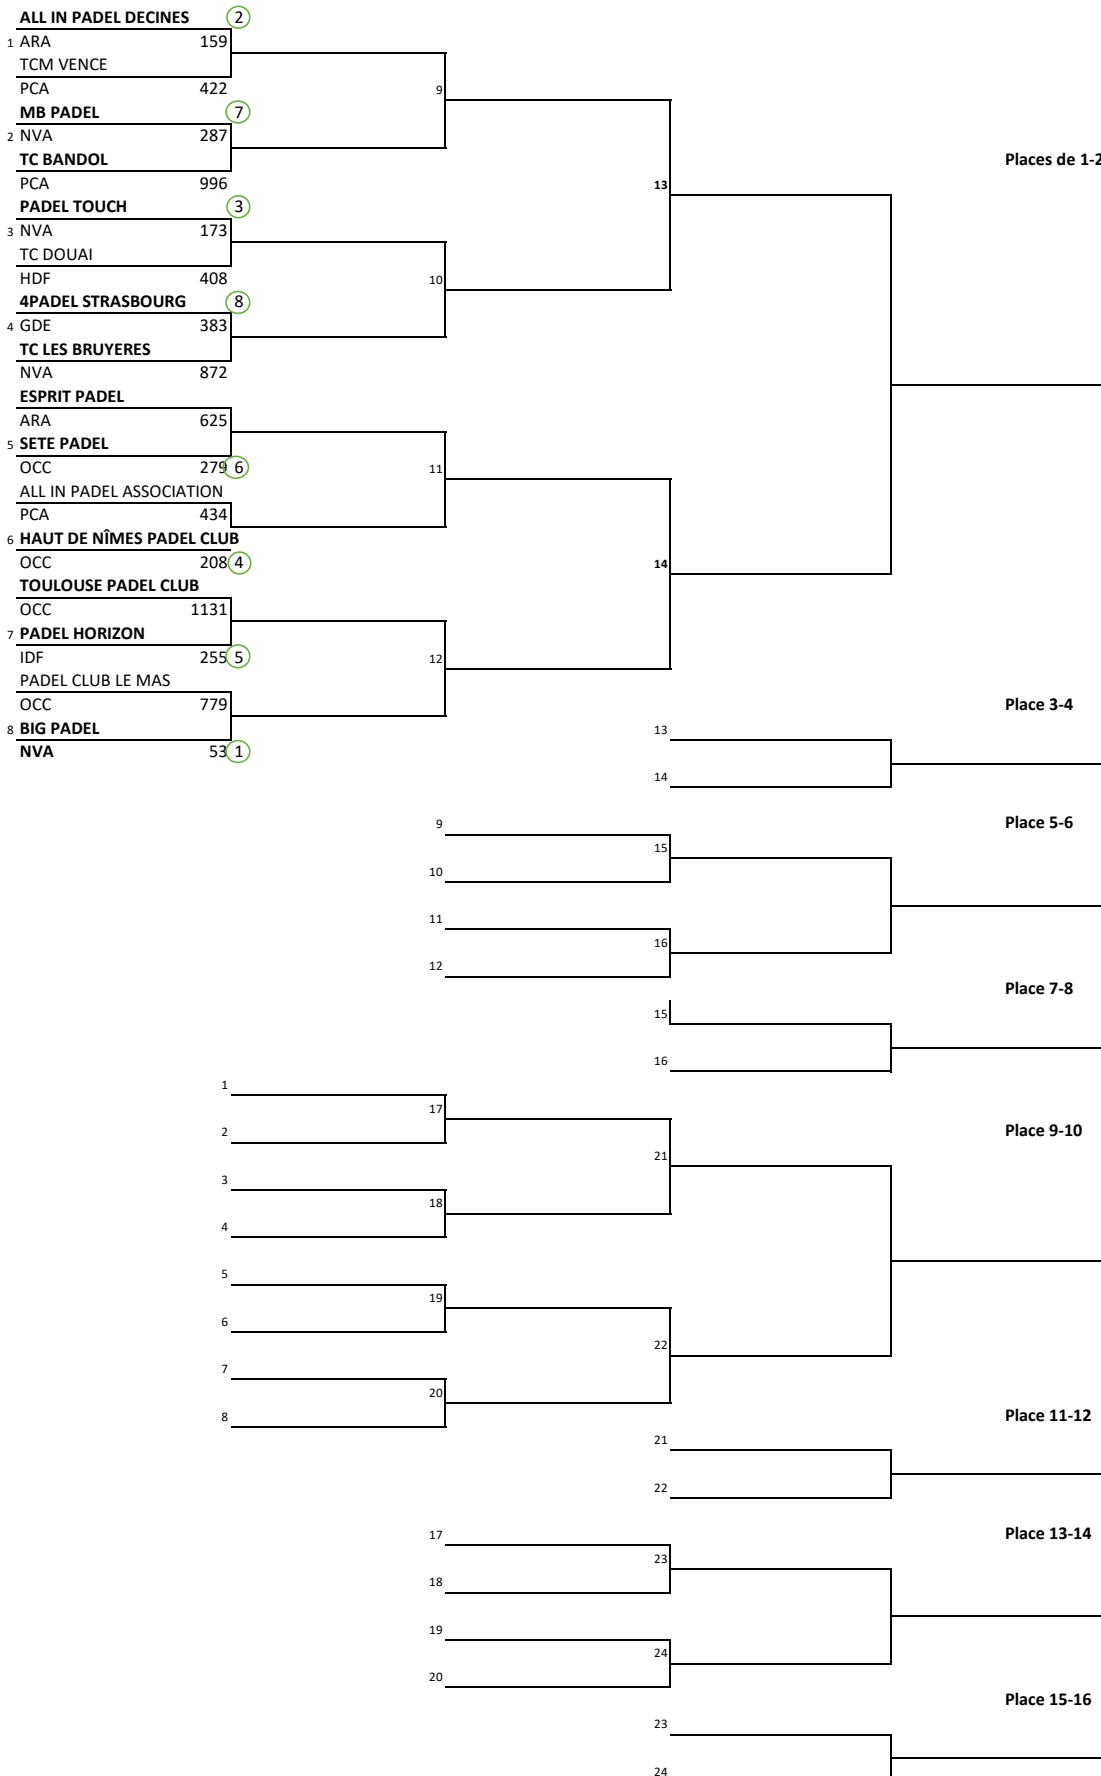 ALL IN PADEL DECINES 2
1 ARA 159
TCM VENCE
PCA 422
9
MB PADEL 7
2 NVA 287
TC BANDOL
Places de 1-2
PCA 996
13
PADEL TOUCH 3
3 NVA 173
TC DOUAI
HDF 408
10
4PADEL STRASBOURG 8
4 GDE 383
TC LES BRUYERES
NVA 872
ESPRIT PADEL
ARA 625
5 SETE PADEL
OCC 279 6
11
ALL IN PADEL ASSOCIATION
PCA 434
6 HAUT DE NÎMES PADEL CLUB
OCC 208 4
14
TOULOUSE PADEL CLUB
OCC 1131
7 PADEL HORIZON
IDF 255 5
12
PADEL CLUB LE MAS
OCC 779
Place 3-4
8 BIG PADEL
13
NVA 53 1
14
Place 5-6
9
15
10
11
16
12
Place 7-8
15
16
1
17
2
Place 9-10
21
3
18
4
5
19
6
22
7
20
8
Place 11-12
21
22
17
Place 13-14
23
18
19
24
20
Place 15-16
23
24